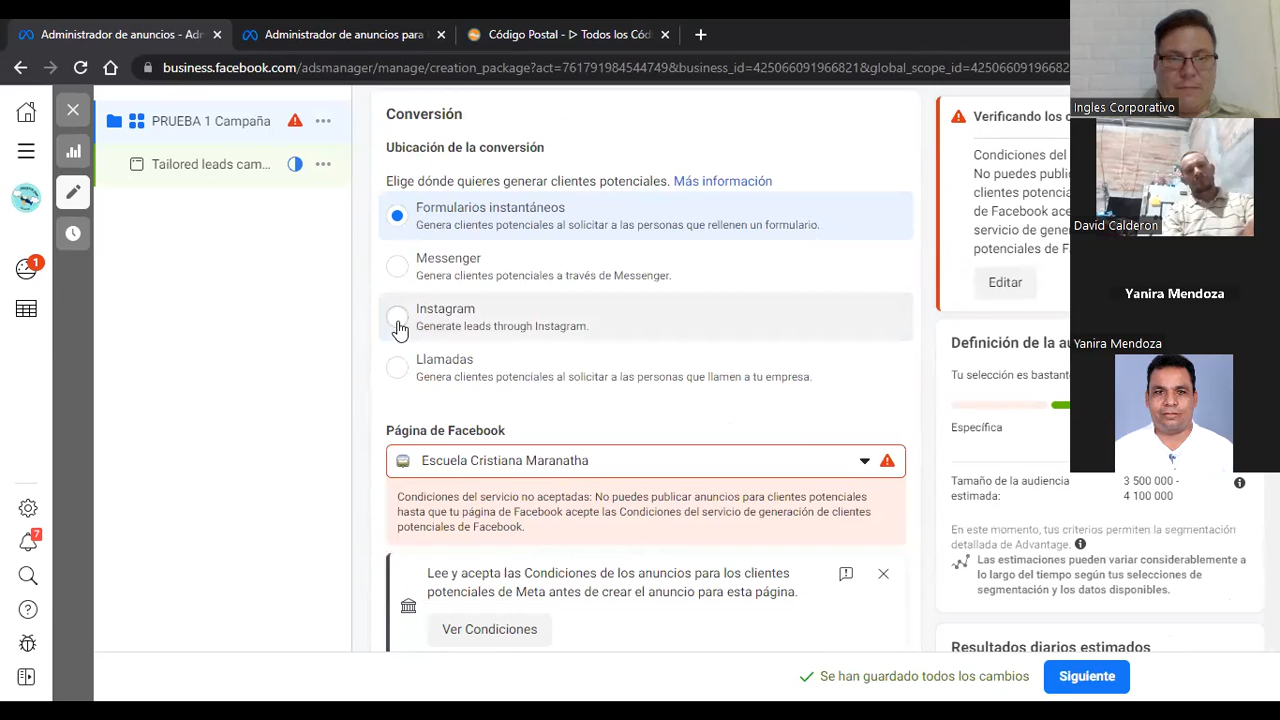 Administrador de anuncios - Adm
Administrador de anuncios para
Código Postal - ▷ Todos los Cód
business.facebook.com/adsmanager/manage/creation_package?act=761791984544749&business_id=425066091966821&global_scope_id=42506609196682
PRUEBA 1 Campaña
Tailored leads cam...
1
7
Conversión
Ubicación de la conversión
Elige dónde quieres generar clientes potenciales. Más información
Formularios instantáneos
Genera clientes potenciales al solicitar a las personas que rellenen un formulario.
Messenger
Genera clientes potenciales a través de Messenger.
Instagram
Generate leads through Instagram.
Llamadas
Genera clientes potenciales al solicitar a las personas que llamen a tu empresa.
Página de Facebook
Escuela Cristiana Maranatha
Condiciones del servicio no aceptadas: No puedes publicar anuncios para clientes potenciales
hasta que tu página de Facebook acepte las Condiciones del servicio de generación de clientes
potenciales de Facebook.
Lee y acepta las Condiciones de los anuncios para los clientes
potenciales de Meta antes de crear el anuncio para esta página.
Ver Condiciones
Verificando los
Condiciones del
No puedes publi
clientes potencia
de Facebook ace
servicio de gener
potenciales de Fa
Editar
Definición de la au
Tu selección es bastant
Específica
Tamaño de la audiencia
estimada:
3 500 000 -
4 100 000
En este momento, tus criterios permiten la segmentación
detallada de Advantage.
Las estimaciones pueden variar considerablemente a
lo largo del tiempo según tus selecciones de
segmentación y los datos disponibles.
Resultados diarios estimados
Se han guardado todos los cambios
Siguiente
Ingles Corporativo
David Calderon
Yanira Mendoza
Yanira Mendoza